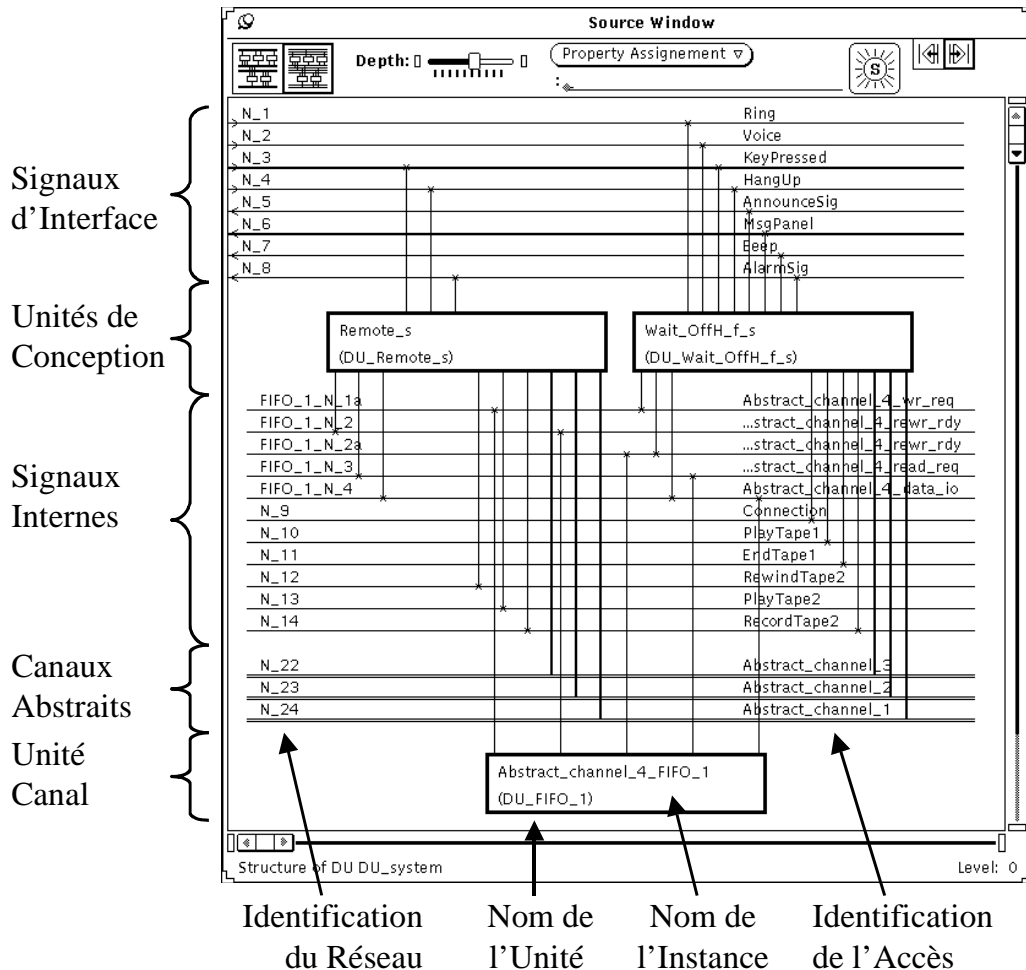 Source Window
Depth:
Property Assignement
:
S
N_1 Ring
N_2 Voice
N_3 KeyPressed
N_4 HangUp
N_5 AnnounceSig
N_6 MsgPanel
N_7 Beep
N_8 AlarmSig
Signaux
d'Interface
Unités de
Conception
Remote_s
(DU_Remote_s)
Wait_OffH_f_s
(DU_Wait_OffH_f_s)
Signaux
Internes
FIFO_1_N_1a Abstract_channel_4_wr_req
FIFO_1_N_2 ...stract_channel_4_rewr_rdy
FIFO_1_N_2a ...stract_channel_4_rewr_rdy
FIFO_1_N_3 ...stract_channel_4_read_req
FIFO_1_N_4 Abstract_channel_4_data_io
N_9 Connection
N_10 PlayTape1
N_11 EndTape1
N_12 RewindTape2
N_13 PlayTape2
N_14 RecordTape2
Canaux
Abstraits
N_22 Abstract_channel_3
N_23 Abstract_channel_2
N_24 Abstract_channel_1
Unité
Canal
Abstract_channel_4_FIFO_1
(DU_FIFO_1)
Structure of DU DU_system
Level: 0
Identification
du Réseau
Nom de
l'Unité
Nom de
l'Instance
Identification
de l'Accès